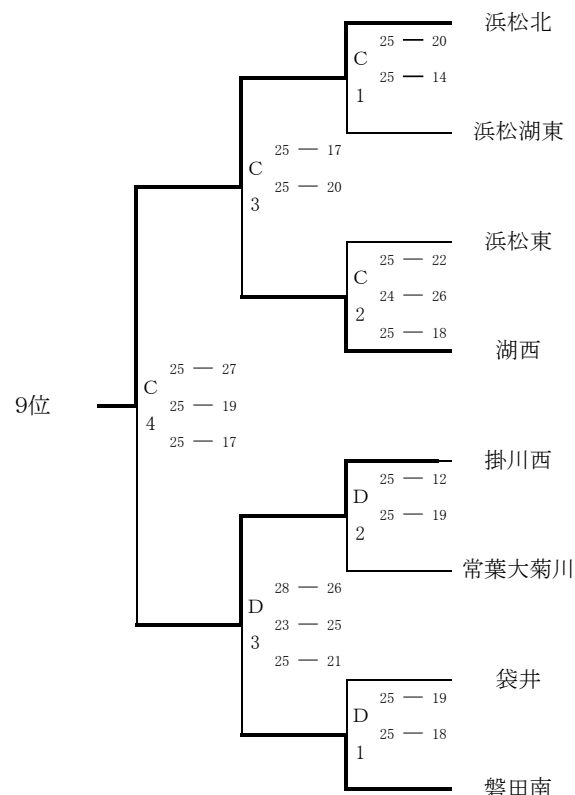 浜松北
25 ― 20
C
25 ― 14
1
浜松湖東
25 ― 17
C
25 ― 20
3
浜松東
25 ― 22
C
24 ― 26
2
25 ― 18
湖西
25 ― 27
C
9位
25 ― 19
4
25 ― 17
掛川西
25 ― 12
D
25 ― 19
2
常葉大菊川
28 ― 26
D
23 ― 25
3
25 ― 21
袋井
25 ― 19
D
25 ― 18
1
磐田南